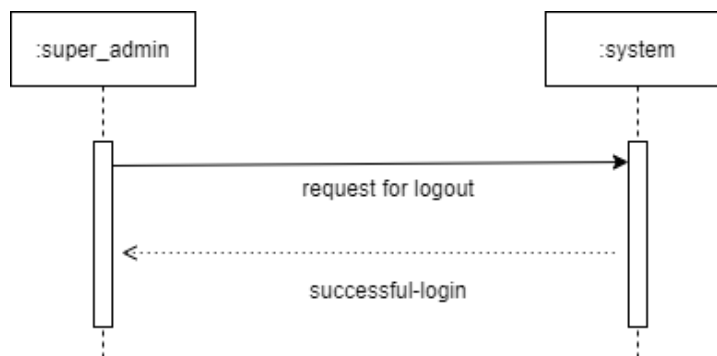 :super_admin
:system
request for logout
successful-login